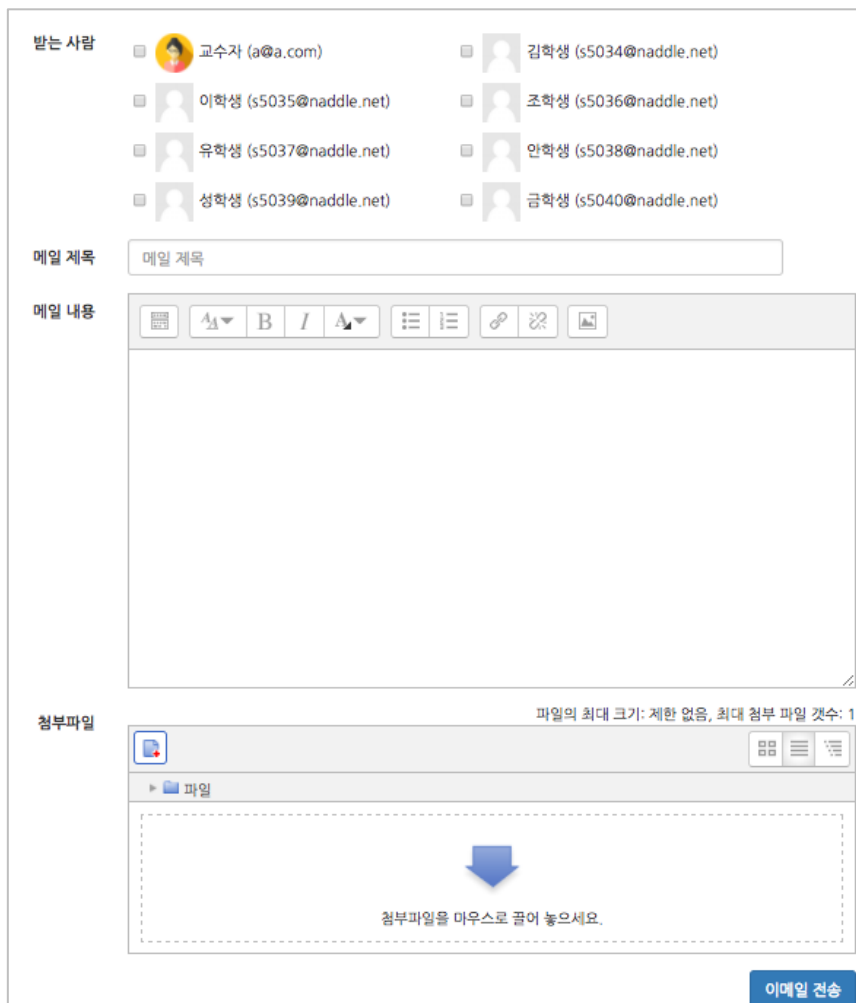 받는 사람
교수자 (a@a.com) 김학생 (s5034@naddle.net)
이학생 (s5035@naddle.net) 조학생 (s5036@naddle.net)
유학생 (s5037@naddle.net) 안학생 (s5038@naddle.net)
성학생 (s5039@naddle.net) 금학생 (s5040@naddle.net)
메일 제목 메일 제목
메일 내용
B I
첨부파일
파일의 최대 크기: 제한 없음, 최대 첨부 파일 갯수: 1
파일
첨부파일을 마우스로 끌어 놓으세요.
이메일 전송